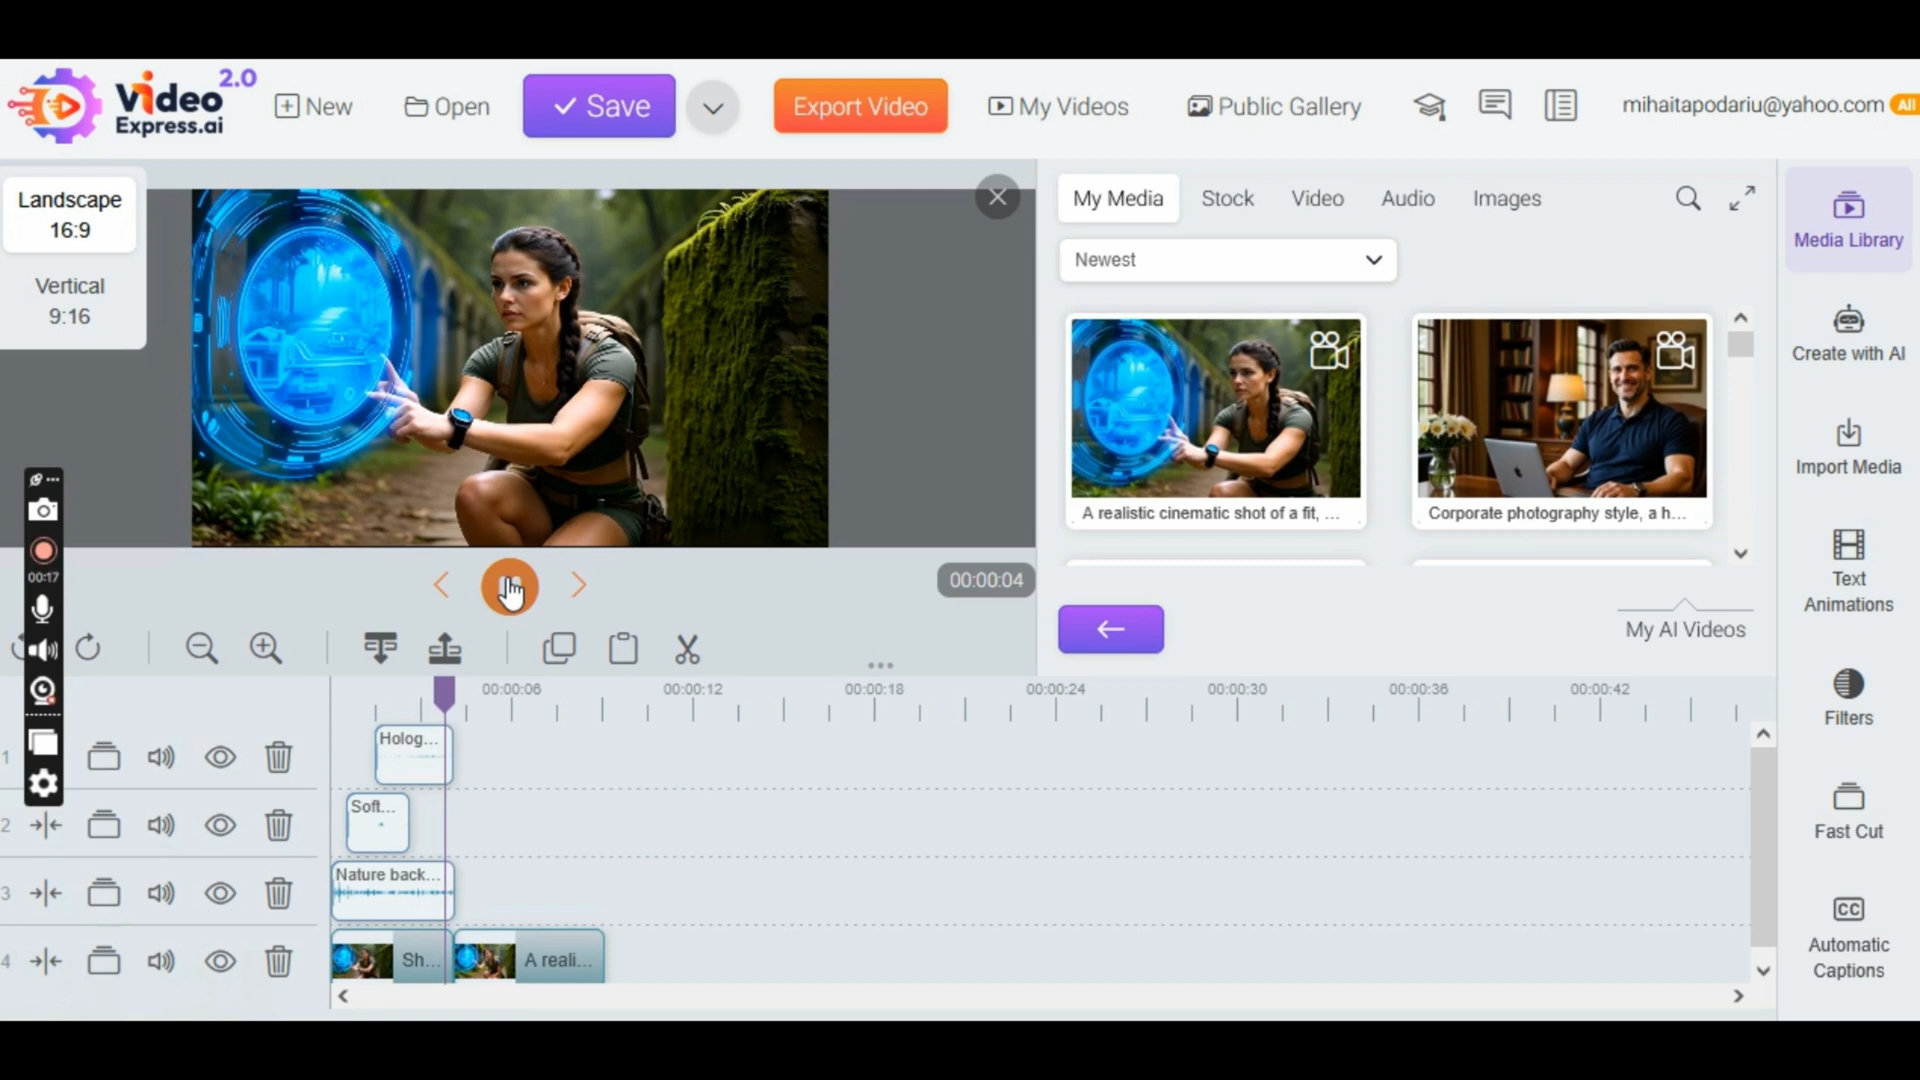 Video 2.0
Express.ai
New
Open
Save
Export Video
My Videos
Public Gallery
mihaitapodariu@yahoo.com
All
Landscape
16:9
Vertical
9:16
My Media
Stock
Video
Audio
Images
Newest
A realistic cinematic shot of a fit, ...
Corporate photography style, a h...
My AI Videos
Media Library
Create with AI
Import Media
Text
Animations
Filters
Fast Cut
CC
Automatic
Captions
00:17
00:00:04
00:00:06
00:00:12
00:00:18
00:00:24
00:00:30
00:00:36
00:00:42
1
Holog...
2
Soft...
3
Nature back...
4
Sh...
A reali...